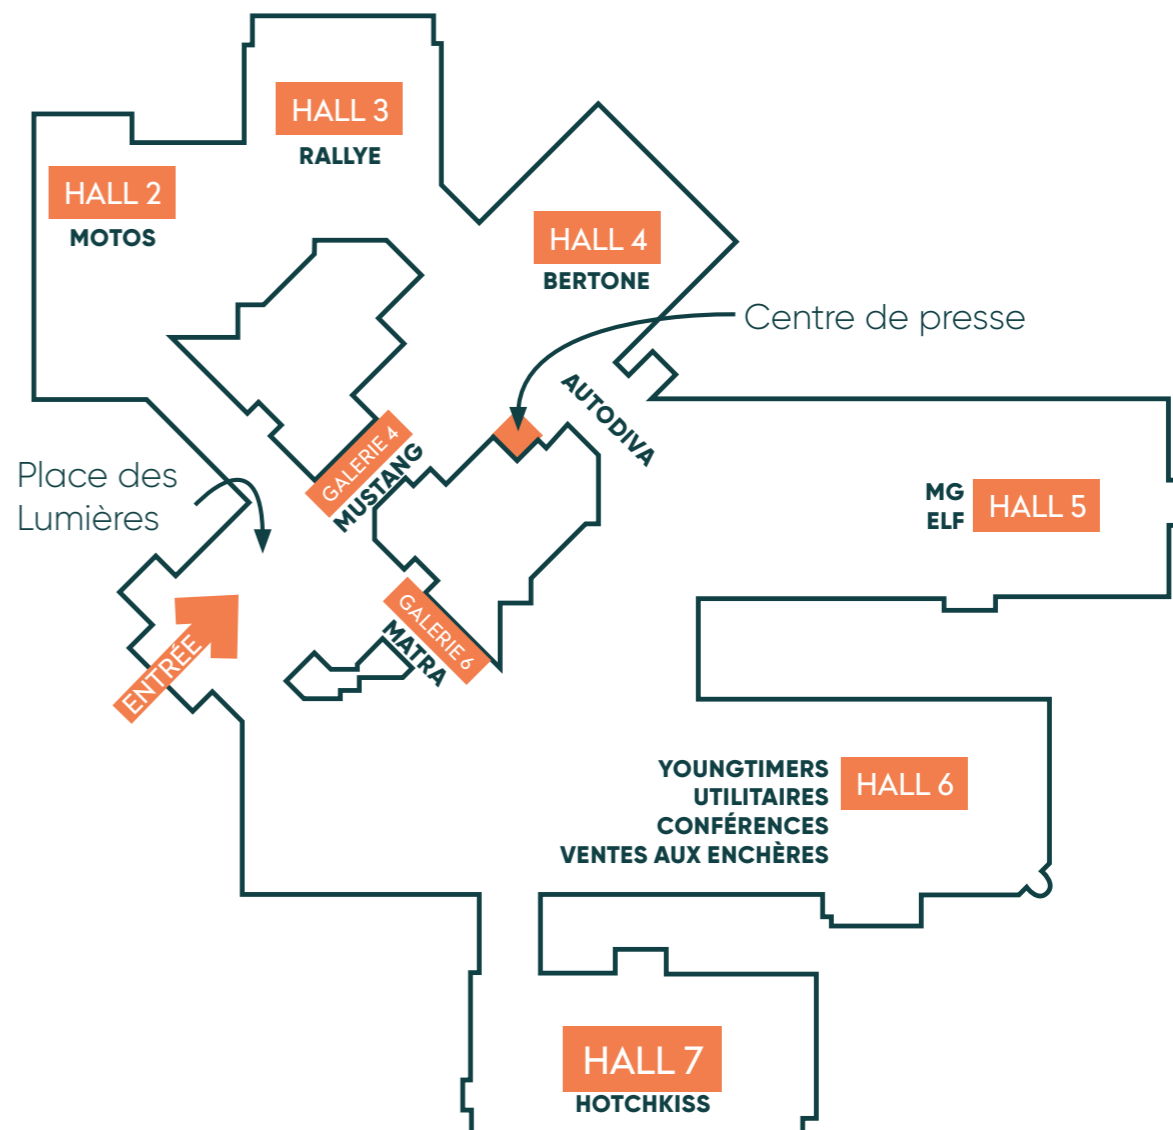 HALL 3
RALLYE
HALL 2
MOTOS
HALL 4
BERTONE
Centre de presse
AUTODIVA
GALERIE 4
MUSTANG
Place des
Lumières
MG
ELF
HALL 5
ENTRÉE
GALERIE 6
MATRA
YOUNGTIMERS
UTILITAIRES
CONFÉRENCES
VENTES AUX ENCHÈRES
HALL 6
HALL 7
HOTCHKISS